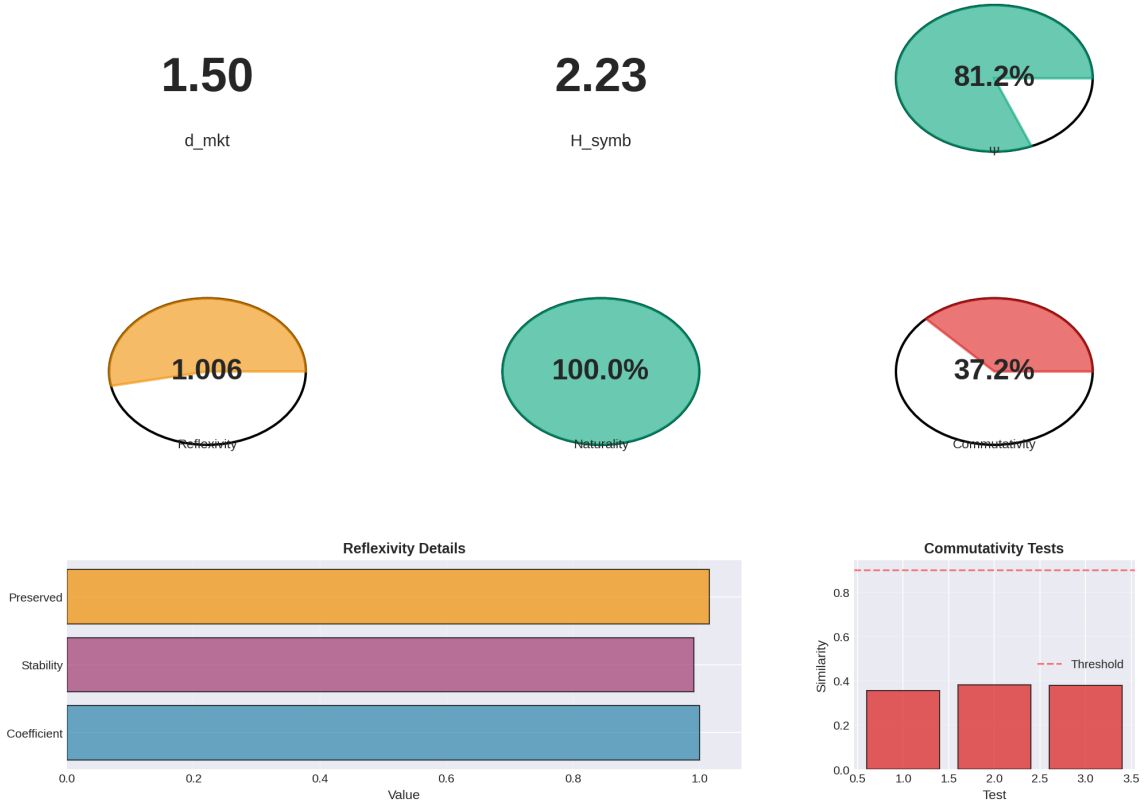 1.50
d_mkt
2.23
H_symb
81.2%
Ψ
1.006
Reflexivity
100.0%
Naturality
37.2%
Commutativity
Reflexivity Details
Preserved
Stability
Coefficient
0.0 0.2 0.4 0.6 0.8 1.0
Value
Commutativity Tests
Similarity
0.8
0.6
0.4
0.2
0.0
Threshold
0.5 1.0 1.5 2.0 2.5 3.0 3.5
Test